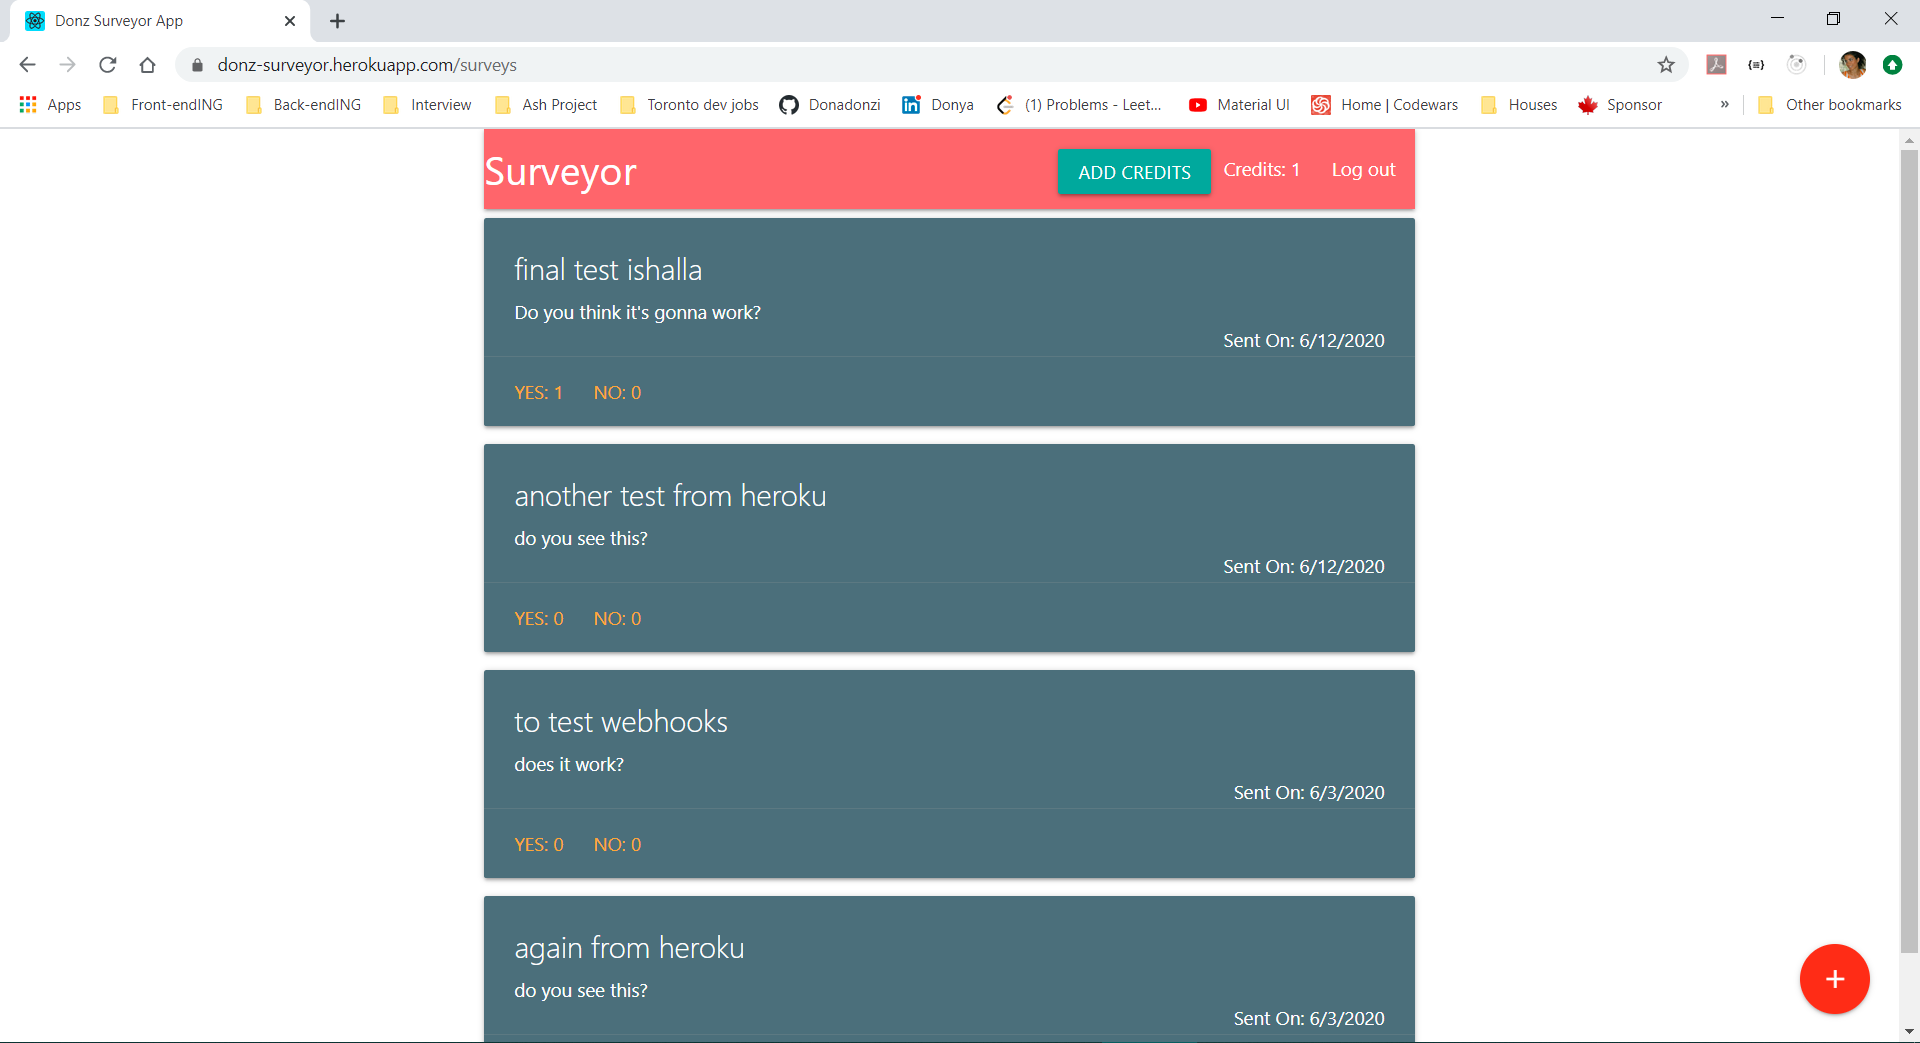 Donz Surveyor App
donz-surveyor.herokuapp.com/surveys
Apps Front-endING Back-endING Interview Ash Project Toronto dev jobs Donadonzi Donya (1) Problems - Leet... Material UI Home | Codewars Houses Sponsor » Other bookmarks
Surveyor ADD CREDITS Credits: 1 Log out
final test ishalla
Do you think it's gonna work?
Sent On: 6/12/2020
YES: 1 NO: 0
another test from heroku
do you see this?
Sent On: 6/12/2020
YES: 0 NO: 0
to test webhooks
does it work?
Sent On: 6/3/2020
YES: 0 NO: 0
again from heroku
do you see this?
Sent On: 6/3/2020